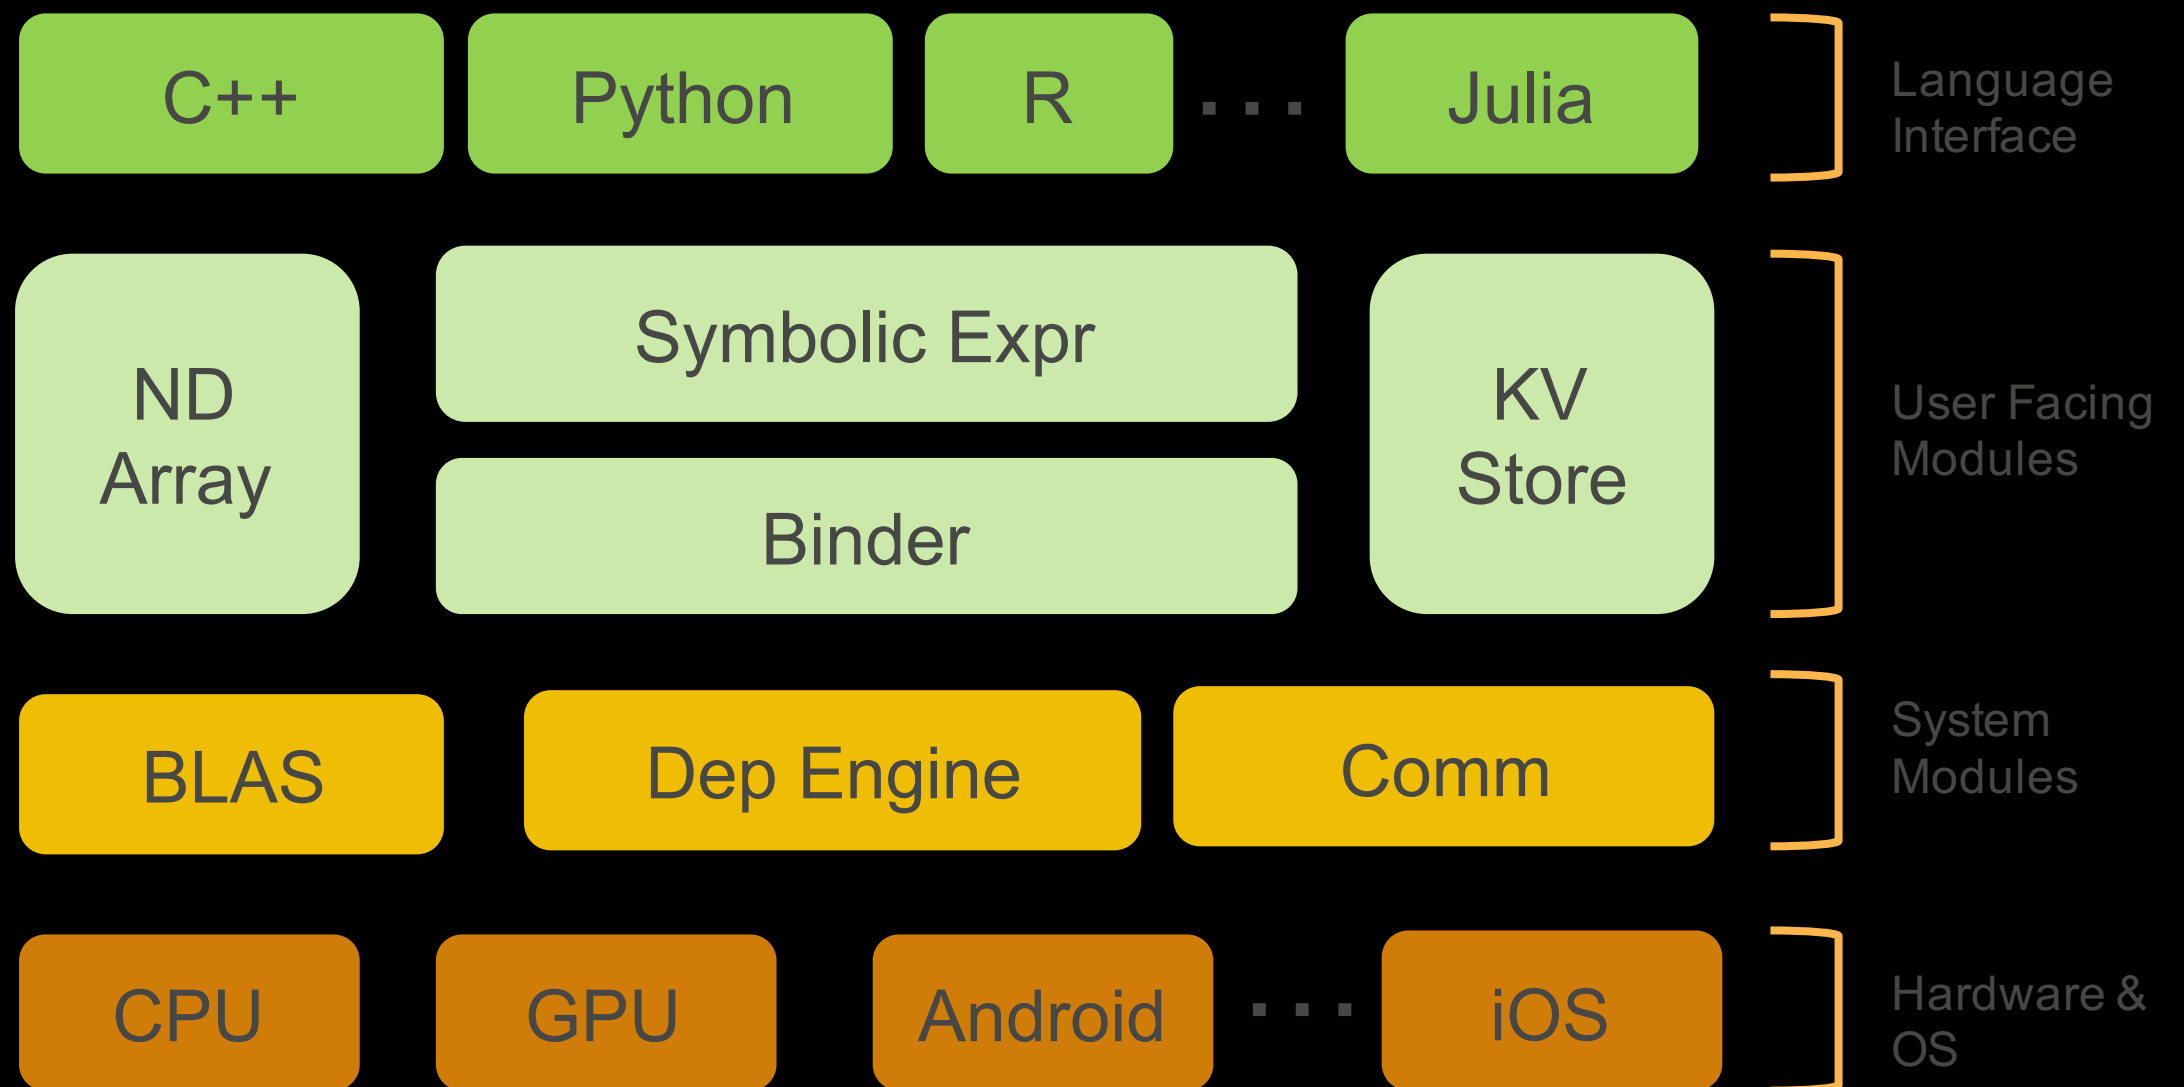 C++
Python
R
...
Julia
Language
Interface
ND
Array
Symbolic Expr
Binder
KV
Store
User Facing
Modules
BLAS
Dep Engine
Comm
System
Modules
CPU
GPU
Android
...
iOS
Hardware &
OS